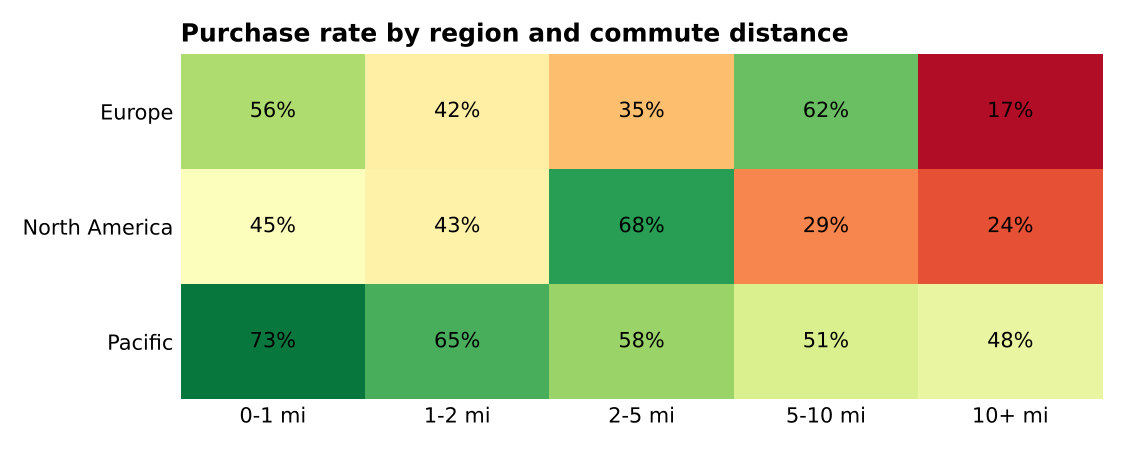 Purchase rate by region and commute distance
Europe 56% 42% 35% 62% 17%
North America 45% 43% 68% 29% 24%
Pacific 73% 65% 58% 51% 48%
0-1 mi 1-2 mi 2-5 mi 5-10 mi 10+ mi